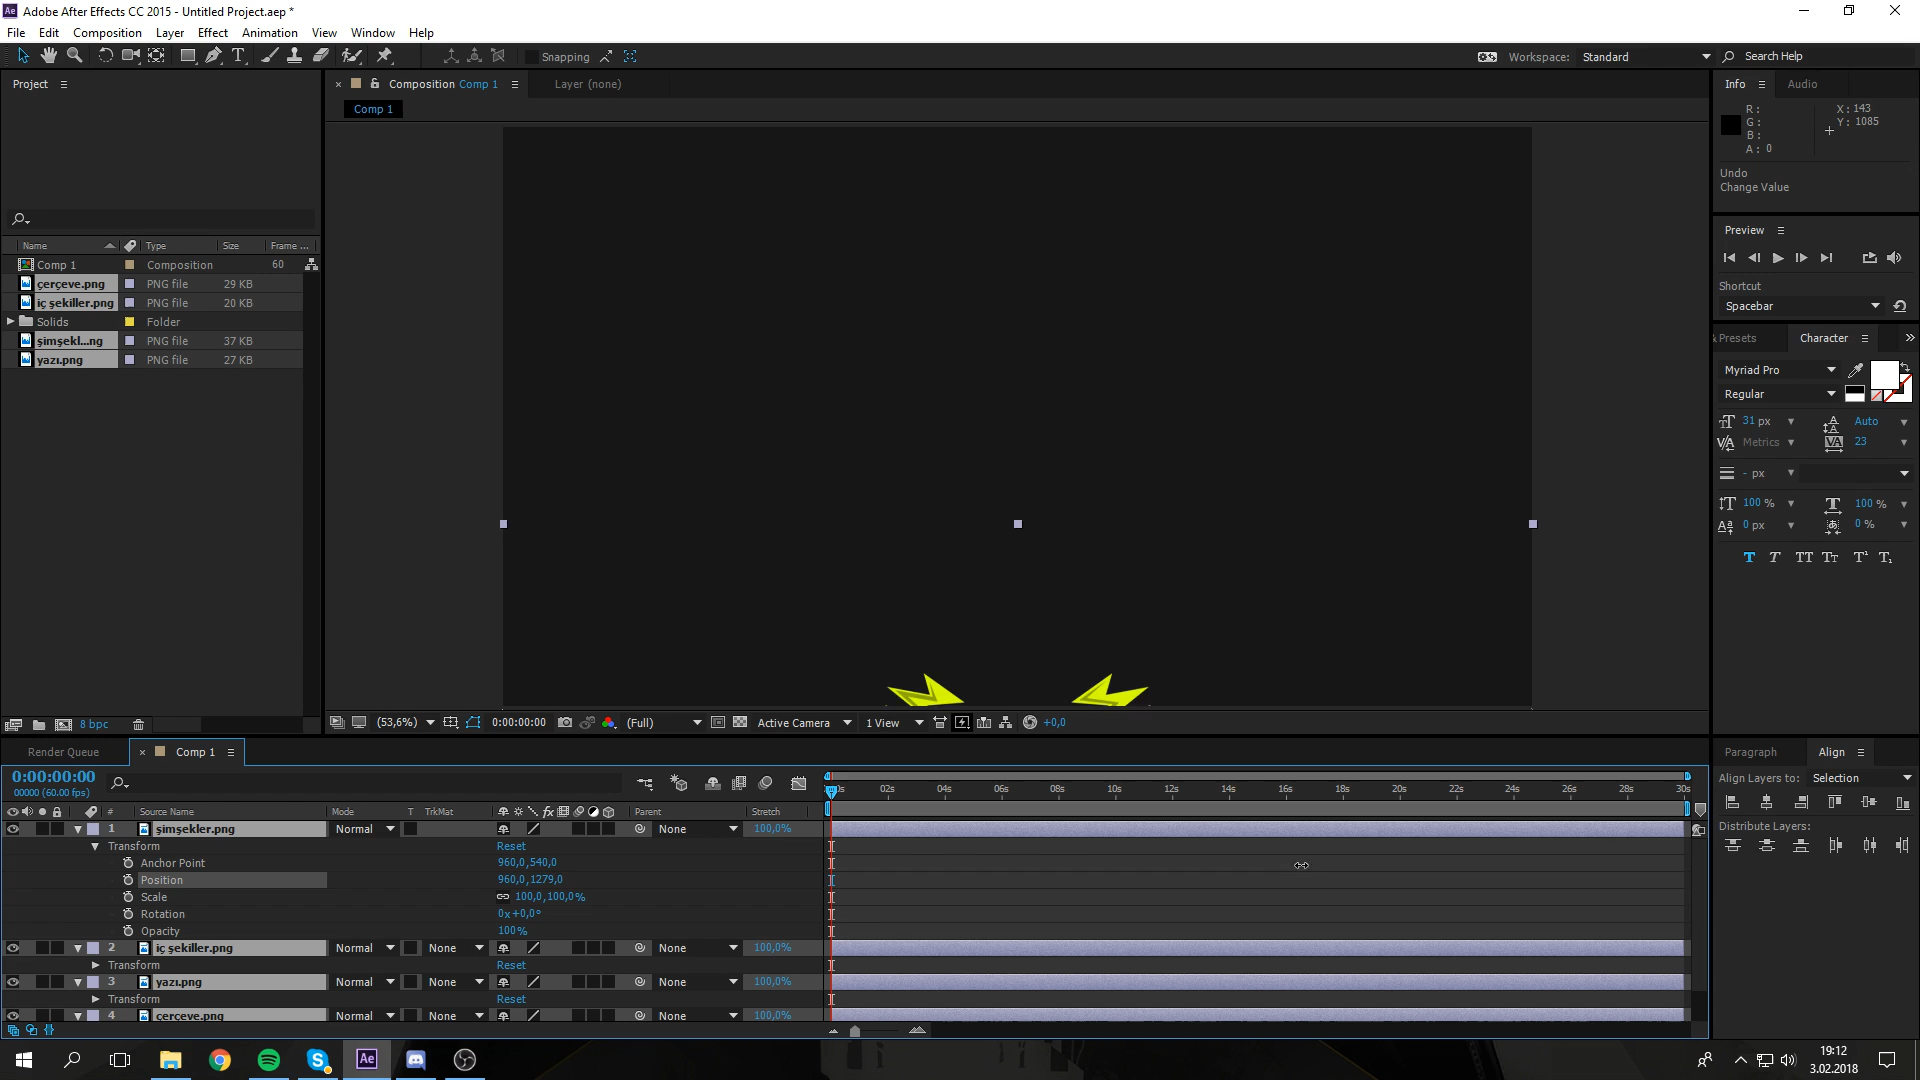 Adobe After Effects CC 2015 - Untitled Project.aep *
File Edit Composition Layer Effect Animation View Window Help
Snapping
Workspace: Standard
Search Help
Project
Name Type Size Frame ...
Comp 1 Composition 60
çerçeve.png PNG file 29 KB
iç şekiller.png PNG file 20 KB
Solids Folder
şimşekl...ng PNG file 37 KB
yazı.png PNG file 27 KB
8 bpc
Composition Comp 1
Layer (none)
Comp 1
(53,6%) 0:00:00:00 (Full) Active Camera 1 View +0,0
Info Audio
R: X: 143
G: Y: 1085
B:
A: 0
Undo
Change Value
Preview
Shortcut
Spacebar
& Presets Character
Myriad Pro
Regular
31 px Auto
Metrics 23
- px
100 % 100 %
0 px 0 %
Render Queue Comp 1
0:00:00:00
00000 (60.00 fps)
# Source Name Mode T TrkMat Parent Stretch
02s 04s 06s 08s 10s 12s 14s 16s 18s 20s 22s 24s 26s 28s 30s
1 şimşekler.png Normal None 100,0%
Transform Reset
Anchor Point 960,0,540,0
Position 960,0,1279,0
Scale 100,0,100,0%
Rotation 0x+0,0°
Opacity 100%
2 iç şekiller.png Normal None None 100,0%
Transform Reset
3 yazı.png Normal None None 100,0%
Transform Reset
4 çerçeve.png Normal None None 100,0%
Paragraph Align
Align Layers to: Selection
Distribute Layers:
19:12
3.02.2018